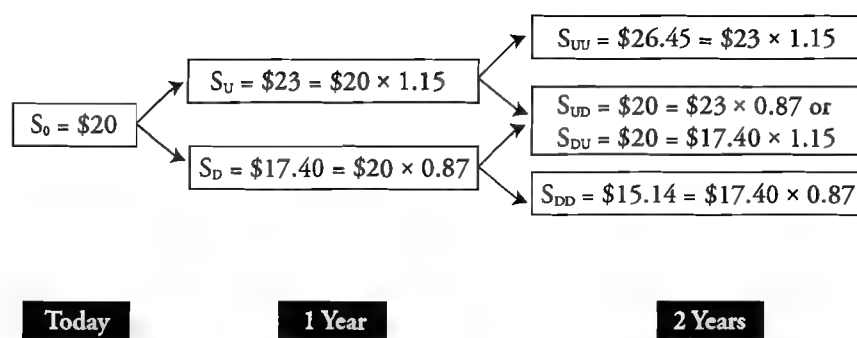 S₀ = $20
S_U = $23 = $20 × 1.15
S_D = $17.40 = $20 × 0.87
S_UU = $26.45 = $23 × 1.15
S_UD = $20 = $23 × 0.87 or
S_DU = $20 = $17.40 × 1.15
S_DD = $15.14 = $17.40 × 0.87
Today
1 Year
2 Years